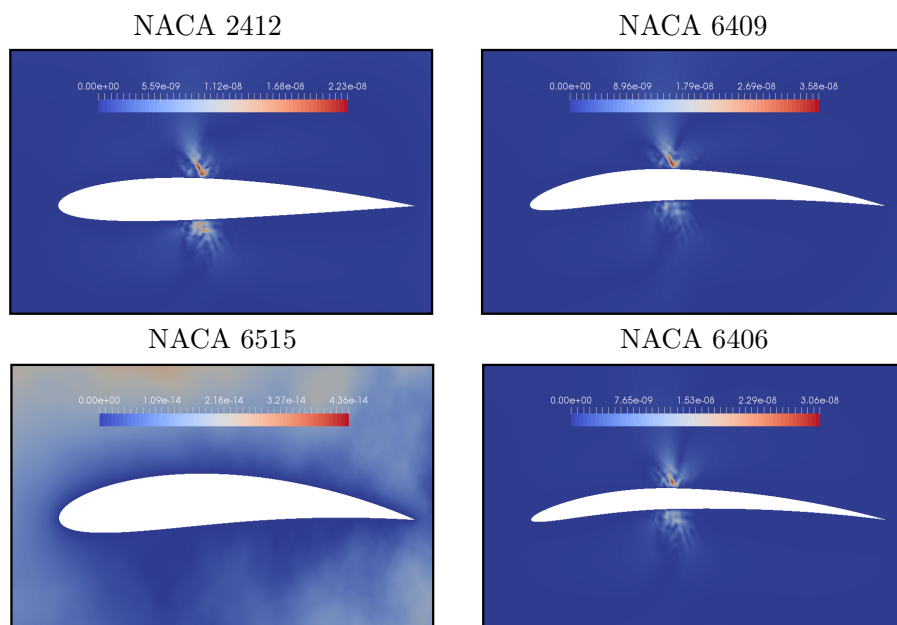 NACA 2412
NACA 6409
0.00e+00 5.59e-09 1.12e-08 1.68e-08 2.23e-08
0.00e+00 8.96e-09 1.79e-08 2.69e-08 3.58e-08
NACA 6515
NACA 6406
0.00e+00 1.09e-14 2.18e-14 3.27e-14 4.36e-14
0.00e+00 7.65e-09 1.53e-08 2.29e-08 3.06e-08